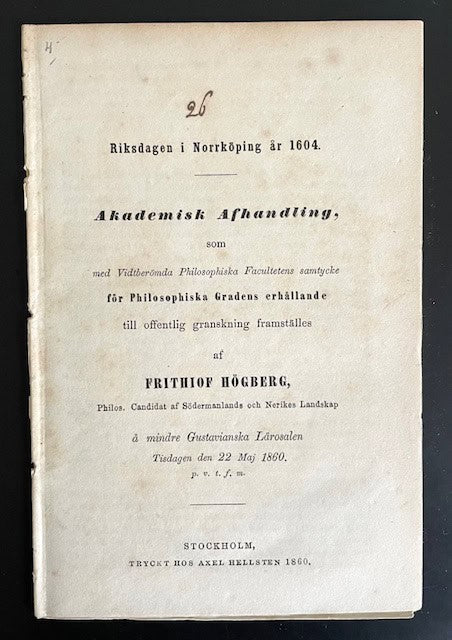 4
26
Riksdagen i Norrköping år 1604.
Akademisk Afhandling,
som
med Vidtberömda Philosophiska Facultetens samtycke
för Philosophiska Gradens erhållande
till offentlig granskning framställes
af
FRITHIOF HÖGBERG,
Philos. Candidat af Södermanlands och Nerikes Landskap
å mindre Gustavianska Lärosalen
Tisdagen den 22 Maj 1860.
p. v. t. f. m.
STOCKHOLM,
TRYCKT HOS AXEL HELLSTEN 1860.